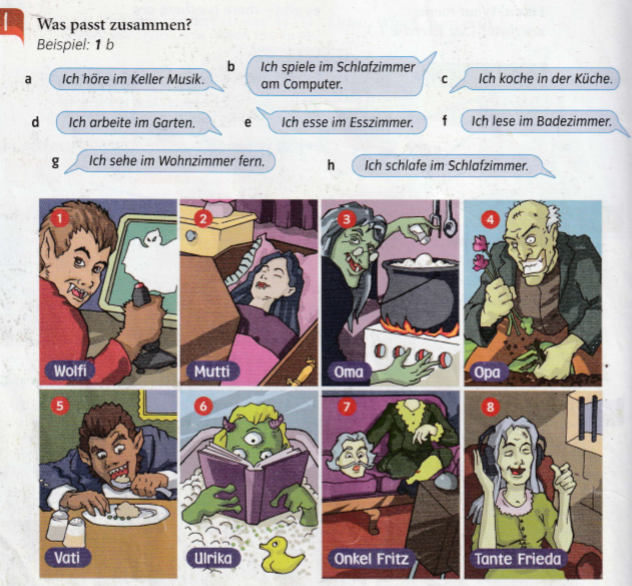 1
Was passt zusammen?
Beispiel: 1 b
a Ich höre im Keller Musik.
b Ich spiele im Schlafzimmer
am Computer.
c Ich koche in der Küche.
d Ich arbeite im Garten.
e Ich esse im Esszimmer.
f Ich lese im Badezimmer.
g Ich sehe im Wohnzimmer fern.
h Ich schlafe im Schlafzimmer.
1
Wolfi
2
Mutti
3
Oma
4
Opa
5
Vati
6
Ulrika
7
Onkel Fritz
8
Tante Frieda